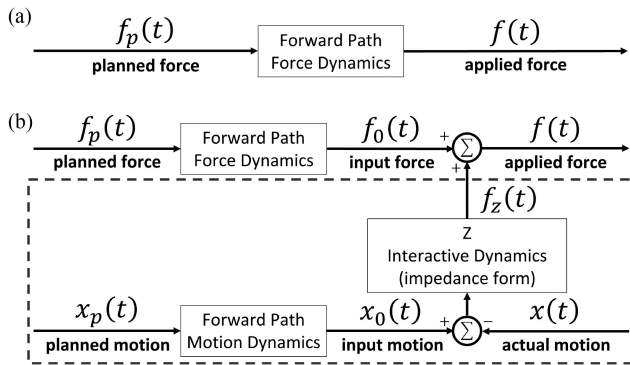 (a)
f_p(t)
planned force
Forward Path
Force Dynamics
f(t)
applied force
(b)
f_p(t)
planned force
Forward Path
Force Dynamics
f_0(t)
input force
+
Σ
+
f(t)
applied force
f_z(t)
Z
Interactive Dynamics
(impedance form)
x_p(t)
planned motion
Forward Path
Motion Dynamics
x_0(t)
input motion
+
Σ
−
x(t)
actual motion